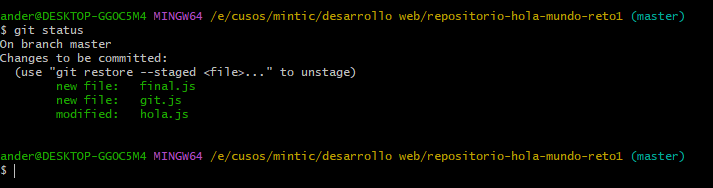 ander@DESKTOP-GGOC5M4 MINGW64 /e/cusos/mintic/desarrollo web/repositorio-hola-mundo-reto1 (master)
$ git status
On branch master
Changes to be committed:
  (use "git restore --staged <file>..." to unstage)
        new file:   final.js
        new file:   git.js
        modified:   hola.js
ander@DESKTOP-GGOC5M4 MINGW64 /e/cusos/mintic/desarrollo web/repositorio-hola-mundo-reto1 (master)
$